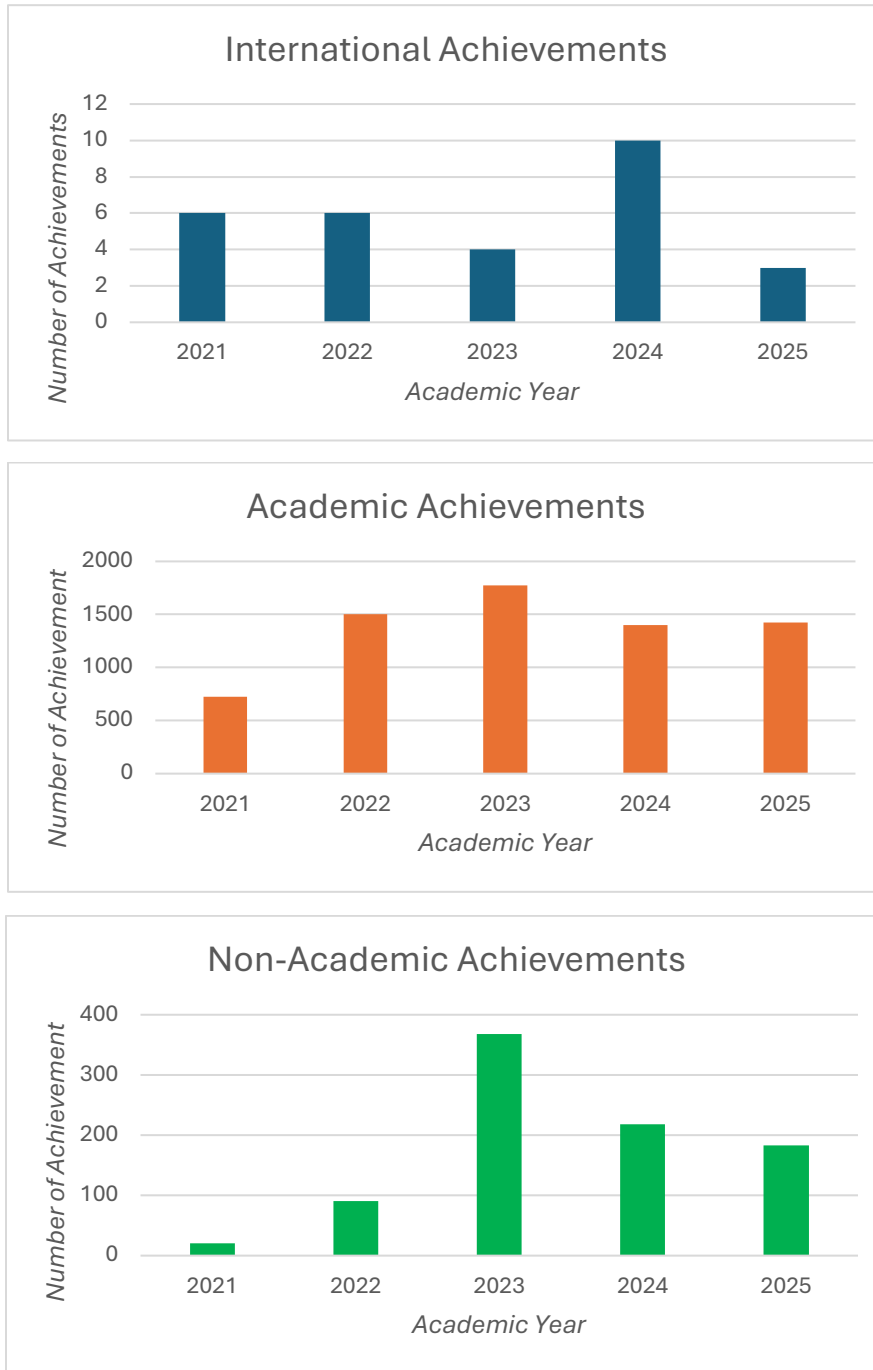 International Achievements
Number of Achievements
12
10
8
6
4
2
0
2021 2022 2023 2024 2025
Academic Year
Academic Achievements
Number of Achievement
2000
1500
1000
500
0
2021 2022 2023 2024 2025
Academic Year
Non-Academic Achievements
Number of Achievement
400
300
200
100
0
2021 2022 2023 2024 2025
Academic Year